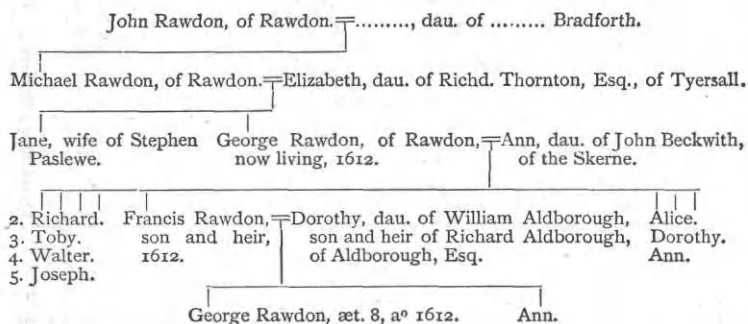 John Rawdon, of Rawdon.=........., dau. of ......... Bradforth.
Michael Rawdon, of Rawdon.=Elizabeth, dau. of Richd. Thornton, Esq., of Tyersall.
Jane, wife of Stephen George Rawdon, of Rawdon,=Ann, dau. of John Beckwith,
Paslewe. now living, 1612. of the Skerne.
2. Richard. Francis Rawdon,=Dorothy, dau. of William Aldborough, Alice.
3. Toby. son and heir, son and heir of Richard Aldborough, Dorothy.
4. Walter. 1612. of Aldborough, Esq. Ann.
5. Joseph.
George Rawdon, æt. 8, aº 1612. Ann.